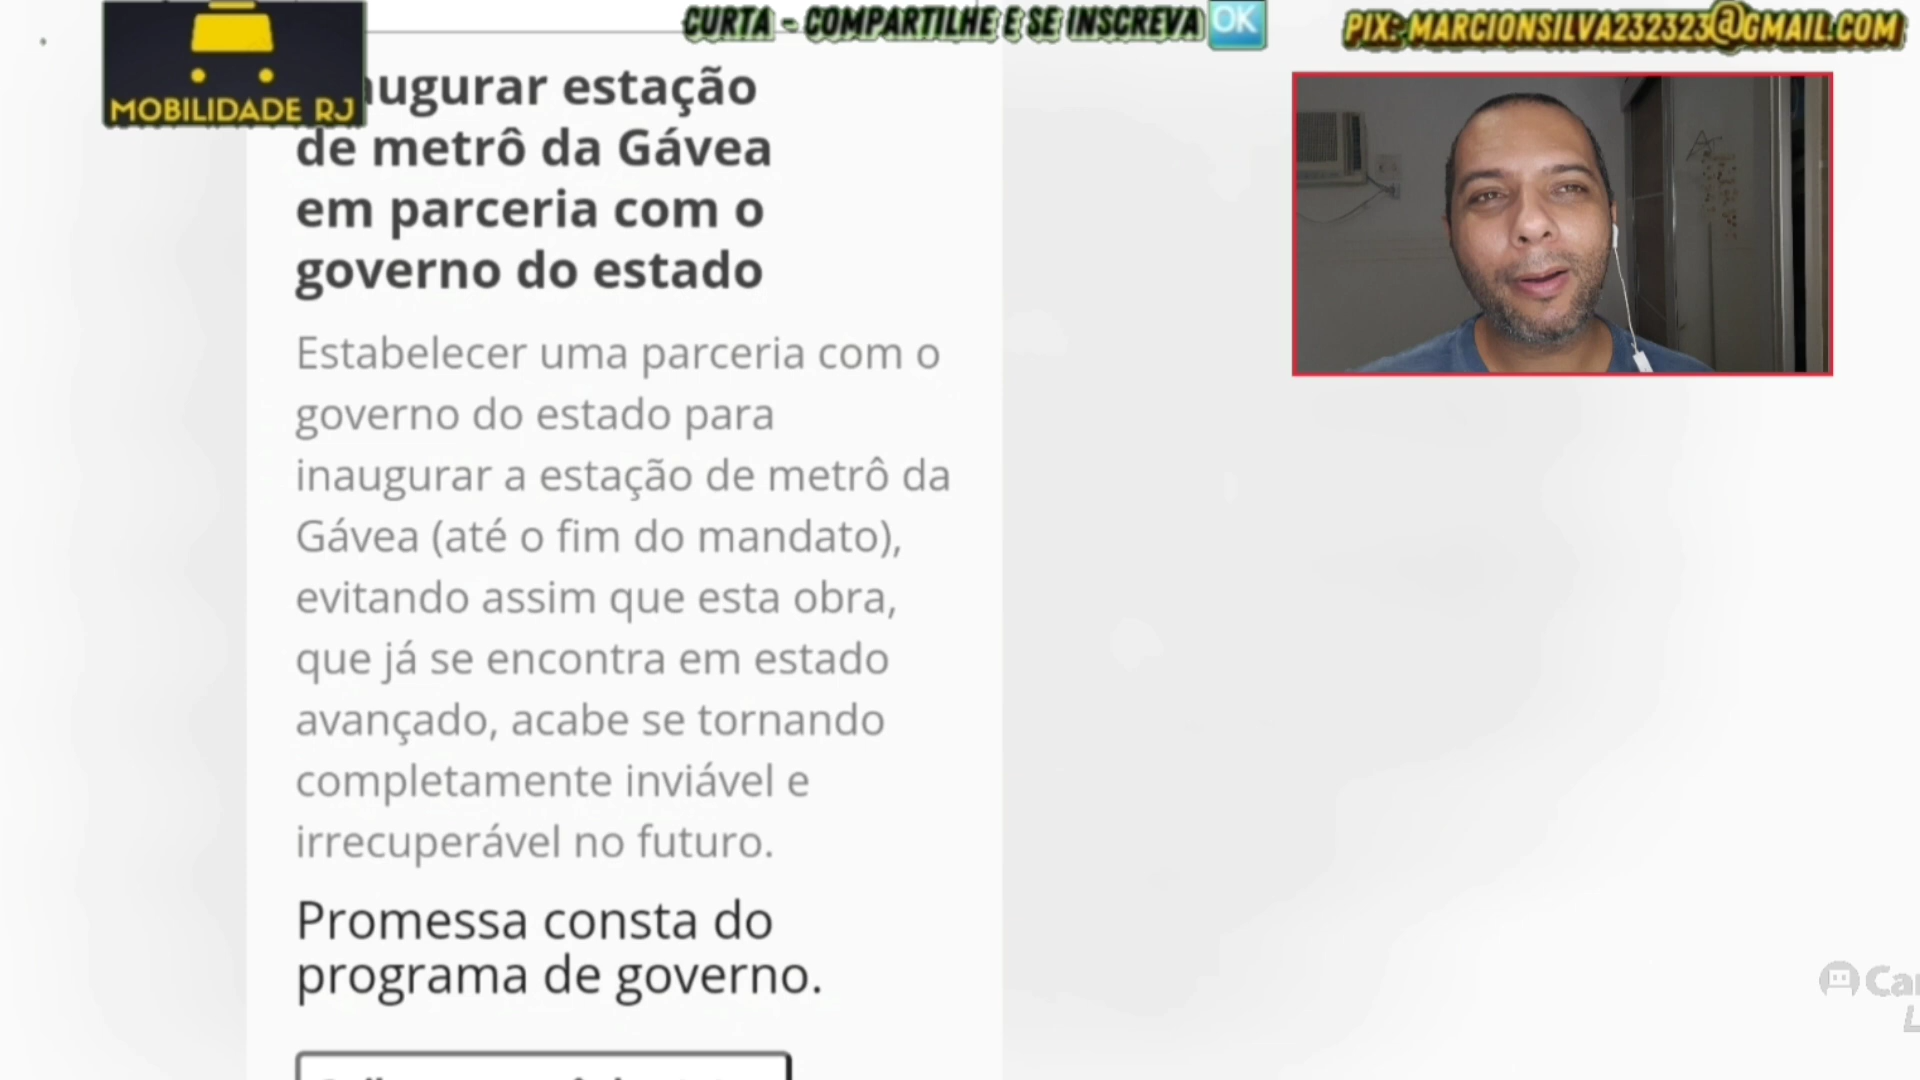 CURTA - COMPARTILHE E SE INSCREVA OK
PIX: MARCIONSILVA232323@GMAIL.COM
MOBILIDADE RJ
augurar estação
de metrô da Gávea
em parceria com o
governo do estado
Estabelecer uma parceria com o
governo do estado para
inaugurar a estação de metrô da
Gávea (até o fim do mandato),
evitando assim que esta obra,
que já se encontra em estado
avançado, acabe se tornando
completamente inviável e
irrecuperável no futuro.
Promessa consta do
programa de governo.